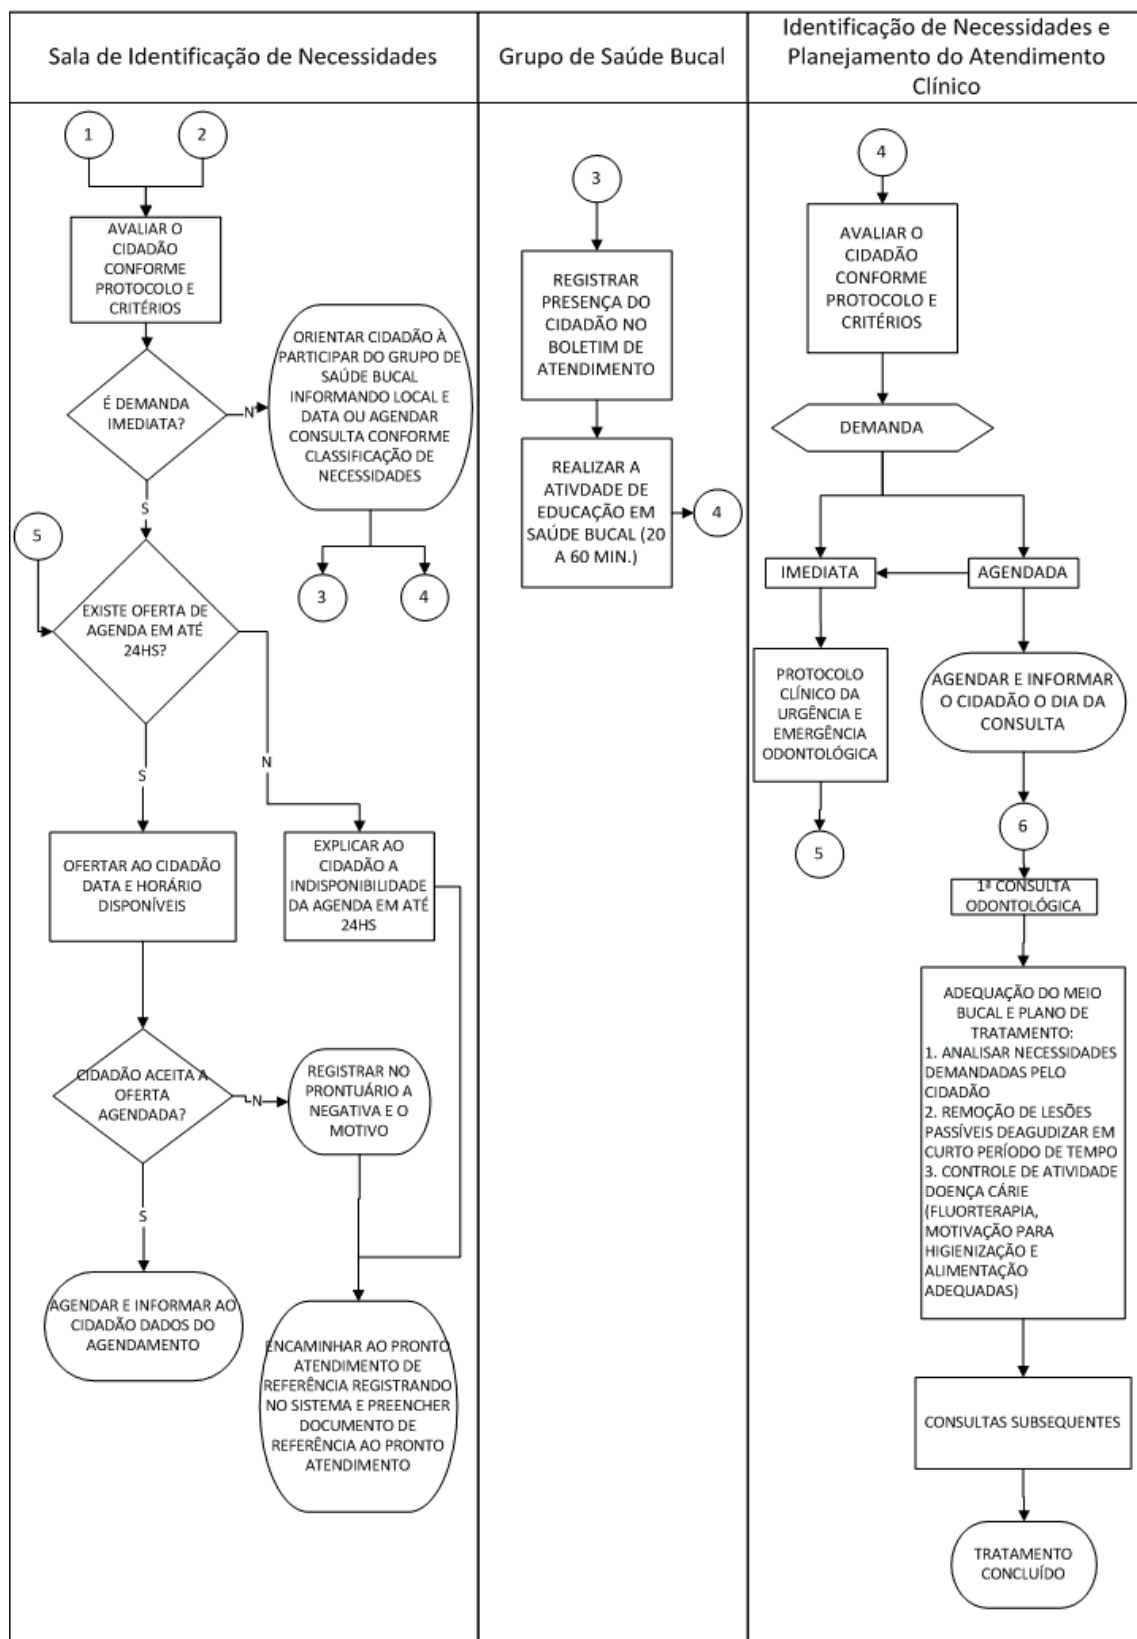 Sala de Identificação de Necessidades
1
2
AVALIAR O
CIDADÃO
CONFORME
PROTOCOLO E
CRITÉRIOS
É DEMANDA
IMEDIATA?
N
ORIENTAR CIDADÃO À
PARTICIPAR DO GRUPO DE
SAÚDE BUCAL
INFORMANDO LOCAL E
DATA OU AGENDAR
CONSULTA CONFORME
CLASSIFICAÇÃO DE
NECESSIDADES
3
4
S
5
EXISTE OFERTA DE
AGENDA EM ATÉ
24HS?
S
N
OFERTAR AO CIDADÃO
DATA E HORÁRIO
DISPONÍVEIS
EXPLICAR AO
CIDADÃO A
INDISPONIBILIDADE
DA AGENDA EM ATÉ
24HS
CIDADÃO ACEITA A
OFERTA
AGENDADA?
N
REGISTRAR NO
PRONTUÁRIO A
NEGATIVA E O
MOTIVO
S
AGENDAR E INFORMAR AO
CIDADÃO DADOS DO
AGENDAMENTO
ENCAMINHAR AO PRONTO
ATENDIMENTO DE
REFERÊNCIA REGISTRANDO
NO SISTEMA E PREENCHER
DOCUMENTO DE
REFERÊNCIA AO PRONTO
ATENDIMENTO
Grupo de Saúde Bucal
3
REGISTRAR
PRESENÇA DO
CIDADÃO NO
BOLETIM DE
ATENDIMENTO
REALIZAR A
ATIVDADE DE
EDUCAÇÃO EM
SAÚDE BUCAL (20
A 60 MIN.)
4
Identificação de Necessidades e
Planejamento do Atendimento
Clínico
4
AVALIAR O
CIDADÃO
CONFORME
PROTOCOLO E
CRITÉRIOS
DEMANDA
IMEDIATA
AGENDADA
PROTOCOLO
CLÍNICO DA
URGÊNCIA E
EMERGÊNCIA
ODONTOLÓGICA
5
AGENDAR E INFORMAR
O CIDADÃO O DIA DA
CONSULTA
6
1ª CONSULTA
ODONTOLÓGICA
ADEQUAÇÃO DO MEIO
BUCAL E PLANO DE
TRATAMENTO:
1. ANALISAR NECESSIDADES
DEMANDADAS PELO
CIDADÃO
2. REMOÇÃO DE LESÕES
PASSÍVEIS DEAGUDIZAR EM
CURTO PERÍODO DE TEMPO
3. CONTROLE DE ATIVIDADE
DOENÇA CÁRIE
(FLUORTERAPIA,
MOTIVAÇÃO PARA
HIGIENIZAÇÃO E
ALIMENTAÇÃO
ADEQUADAS)
CONSULTAS SUBSEQUENTES
TRATAMENTO
CONCLUÍDO